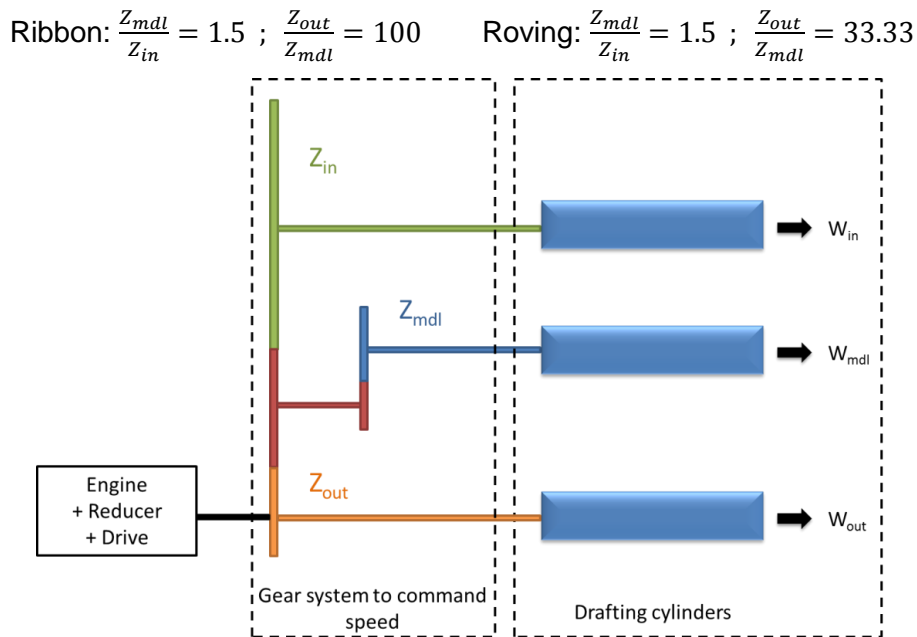 Ribbon: Z_mdl/Z_in = 1.5 ; Z_out/Z_mdl = 100 Roving: Z_mdl/Z_in = 1.5 ; Z_out/Z_mdl = 33.33
Z_in
W_in
Z_mdl
W_mdl
Z_out
W_out
Engine
+ Reducer
+ Drive
Gear system to command
speed
Drafting cylinders